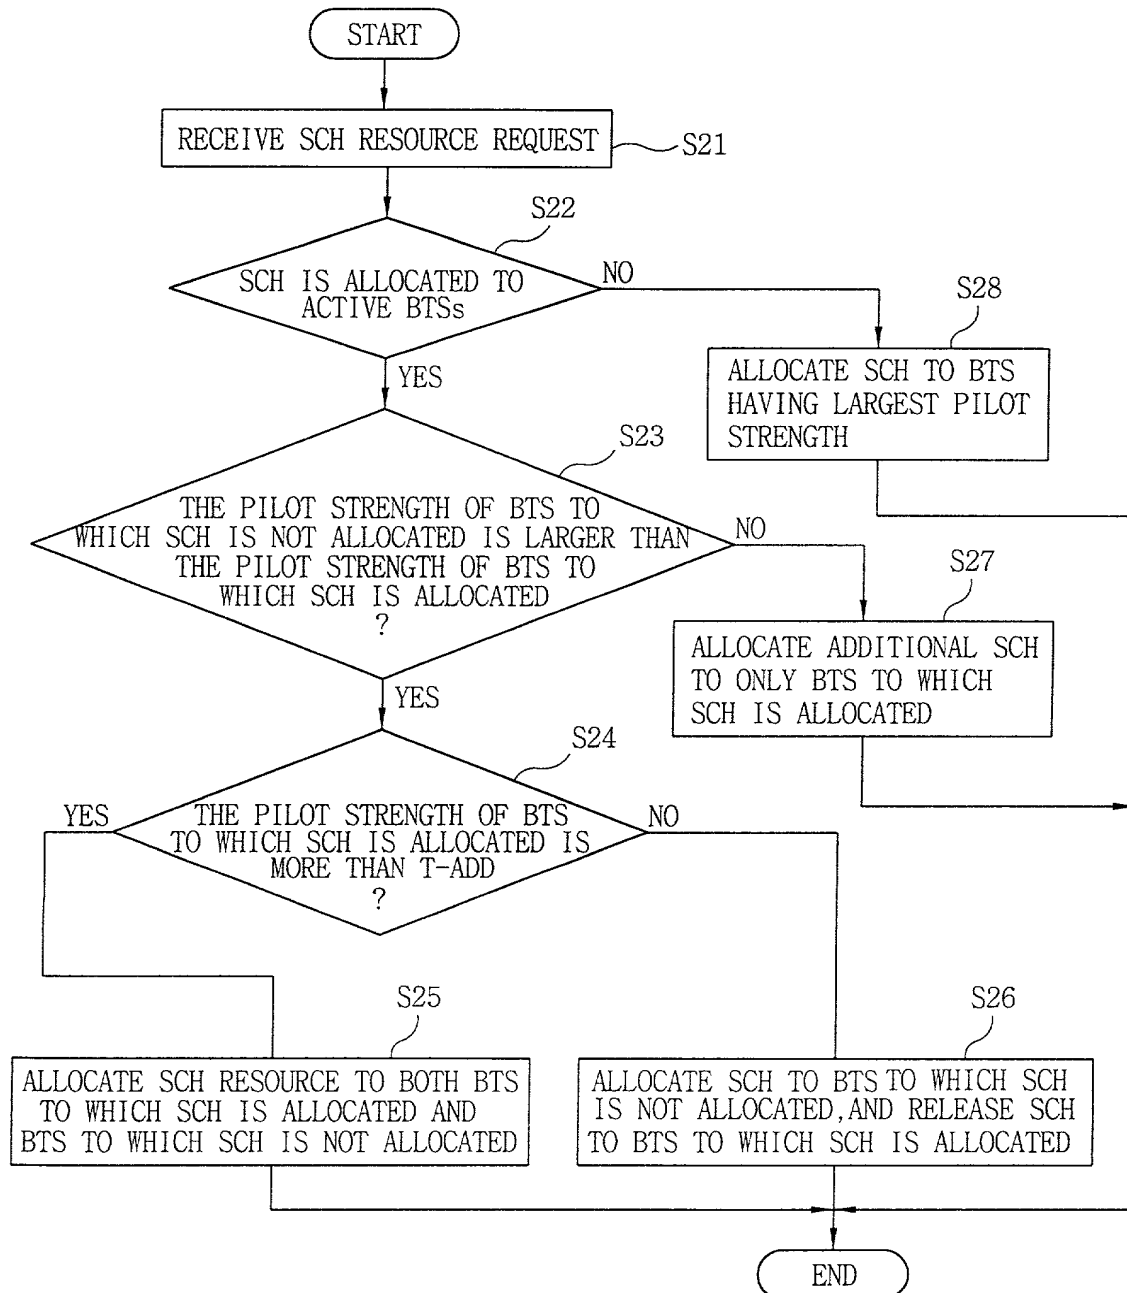 START
RECEIVE SCH RESOURCE REQUEST
S21
S22
SCH IS ALLOCATED TO
ACTIVE BTSs
NO
YES
S28
ALLOCATE SCH TO BTS
HAVING LARGEST PILOT
STRENGTH
S23
THE PILOT STRENGTH OF BTS TO
WHICH SCH IS NOT ALLOCATED IS LARGER THAN
THE PILOT STRENGTH OF BTS TO
WHICH SCH IS ALLOCATED
?
NO
YES
S27
ALLOCATE ADDITIONAL SCH
TO ONLY BTS TO WHICH
SCH IS ALLOCATED
S24
THE PILOT STRENGTH OF BTS
TO WHICH SCH IS ALLOCATED IS
MORE THAN T-ADD
?
YES
NO
S25
ALLOCATE SCH RESOURCE TO BOTH BTS
TO WHICH SCH IS ALLOCATED AND
BTS TO WHICH SCH IS NOT ALLOCATED
S26
ALLOCATE SCH TO BTS TO WHICH SCH
IS NOT ALLOCATED,AND RELEASE SCH
TO BTS TO WHICH SCH IS ALLOCATED
END